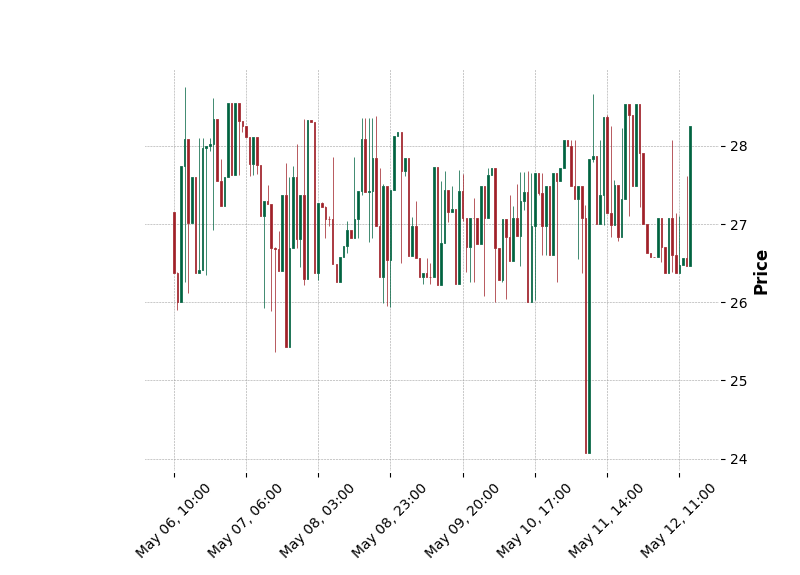 28
27
26
25
24
Price
May 06, 10:00
May 07, 06:00
May 08, 03:00
May 08, 23:00
May 09, 20:00
May 10, 17:00
May 11, 14:00
May 12, 11:00